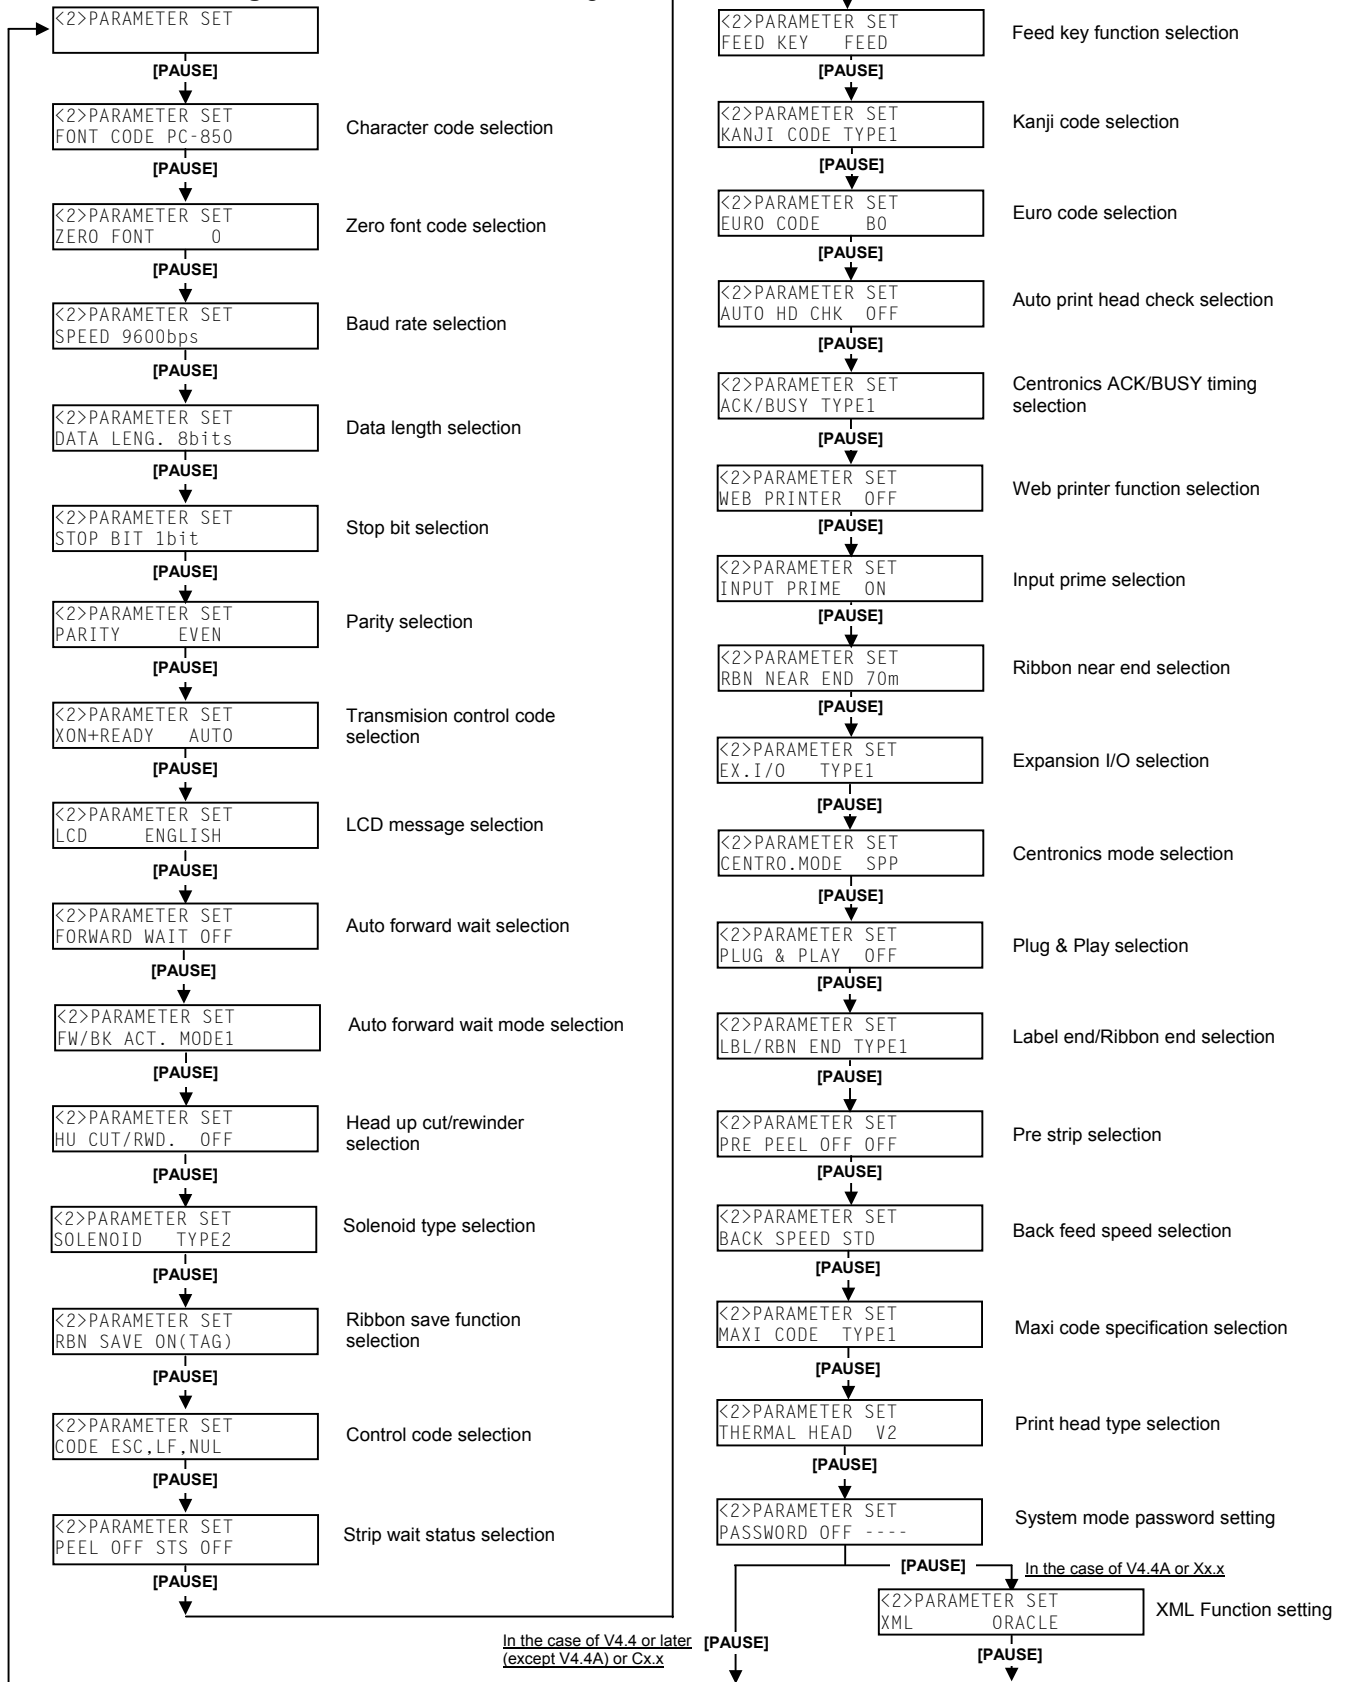 <2>PARAMETER SET
[PAUSE]
<2>PARAMETER SET
FONT CODE PC-850
Character code selection
[PAUSE]
<2>PARAMETER SET
ZERO FONT 0
Zero font code selection
[PAUSE]
<2>PARAMETER SET
SPEED 9600bps
Baud rate selection
[PAUSE]
<2>PARAMETER SET
DATA LENG. 8bits
Data length selection
[PAUSE]
<2>PARAMETER SET
STOP BIT 1bit
Stop bit selection
[PAUSE]
<2>PARAMETER SET
PARITY EVEN
Parity selection
[PAUSE]
<2>PARAMETER SET
XON+READY AUTO
Transmision control code
selection
[PAUSE]
<2>PARAMETER SET
LCD ENGLISH
LCD message selection
[PAUSE]
<2>PARAMETER SET
FORWARD WAIT OFF
Auto forward wait selection
[PAUSE]
<2>PARAMETER SET
FW/BK ACT. MODE1
Auto forward wait mode selection
[PAUSE]
<2>PARAMETER SET
HU CUT/RWD. OFF
Head up cut/rewinder
selection
[PAUSE]
<2>PARAMETER SET
SOLENOID TYPE2
Solenoid type selection
[PAUSE]
<2>PARAMETER SET
RBN SAVE ON(TAG)
Ribbon save function
selection
[PAUSE]
<2>PARAMETER SET
CODE ESC,LF,NUL
Control code selection
[PAUSE]
<2>PARAMETER SET
PEEL OFF STS OFF
Strip wait status selection
[PAUSE]
<2>PARAMETER SET
FEED KEY FEED
Feed key function selection
[PAUSE]
<2>PARAMETER SET
KANJI CODE TYPE1
Kanji code selection
[PAUSE]
<2>PARAMETER SET
EURO CODE B0
Euro code selection
[PAUSE]
<2>PARAMETER SET
AUTO HD CHK OFF
Auto print head check selection
[PAUSE]
<2>PARAMETER SET
ACK/BUSY TYPE1
Centronics ACK/BUSY timing
selection
[PAUSE]
<2>PARAMETER SET
WEB PRINTER OFF
Web printer function selection
[PAUSE]
<2>PARAMETER SET
INPUT PRIME ON
Input prime selection
[PAUSE]
<2>PARAMETER SET
RBN NEAR END 70m
Ribbon near end selection
[PAUSE]
<2>PARAMETER SET
EX.I/O TYPE1
Expansion I/O selection
[PAUSE]
<2>PARAMETER SET
CENTRO.MODE SPP
Centronics mode selection
[PAUSE]
<2>PARAMETER SET
PLUG & PLAY OFF
Plug & Play selection
[PAUSE]
<2>PARAMETER SET
LBL/RBN END TYPE1
Label end/Ribbon end selection
[PAUSE]
<2>PARAMETER SET
PRE PEEL OFF OFF
Pre strip selection
[PAUSE]
<2>PARAMETER SET
BACK SPEED STD
Back feed speed selection
[PAUSE]
<2>PARAMETER SET
MAXI CODE TYPE1
Maxi code specification selection
[PAUSE]
<2>PARAMETER SET
THERMAL HEAD V2
Print head type selection
[PAUSE]
<2>PARAMETER SET
PASSWORD OFF ----
System mode password setting
[PAUSE]
In the case of V4.4A or Xx.x
<2>PARAMETER SET
XML ORACLE
XML Function setting
In the case of V4.4 or later
(except V4.4A) or Cx.x
[PAUSE]
[PAUSE]